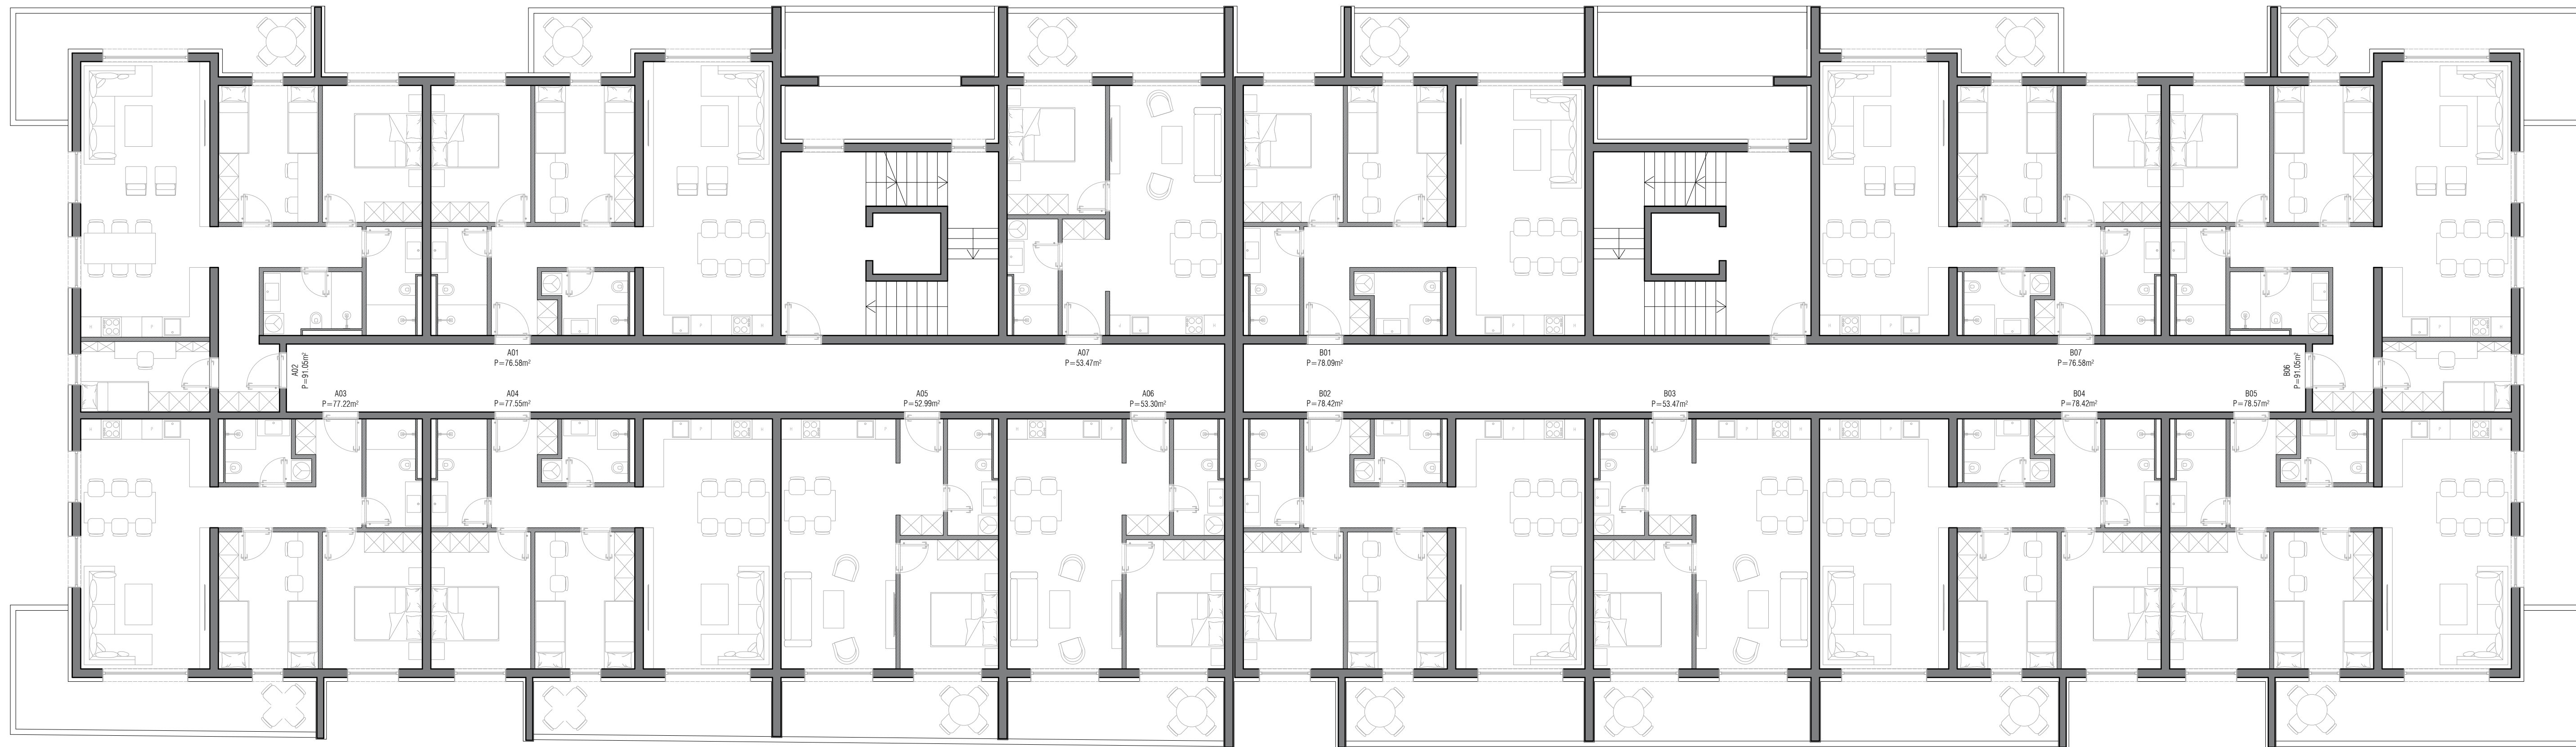 A01
P=76.58m²
A07
P=53.47m²
B01
P=78.09m²
B07
P=76.58m²
A02
P=91.05m²
B06
P=91.05m²
A03
P=77.22m²
A04
P=77.55m²
A05
P=52.99m²
A06
P=53.30m²
B02
P=78.42m²
B03
P=53.47m²
B04
P=78.42m²
B05
P=78.57m²